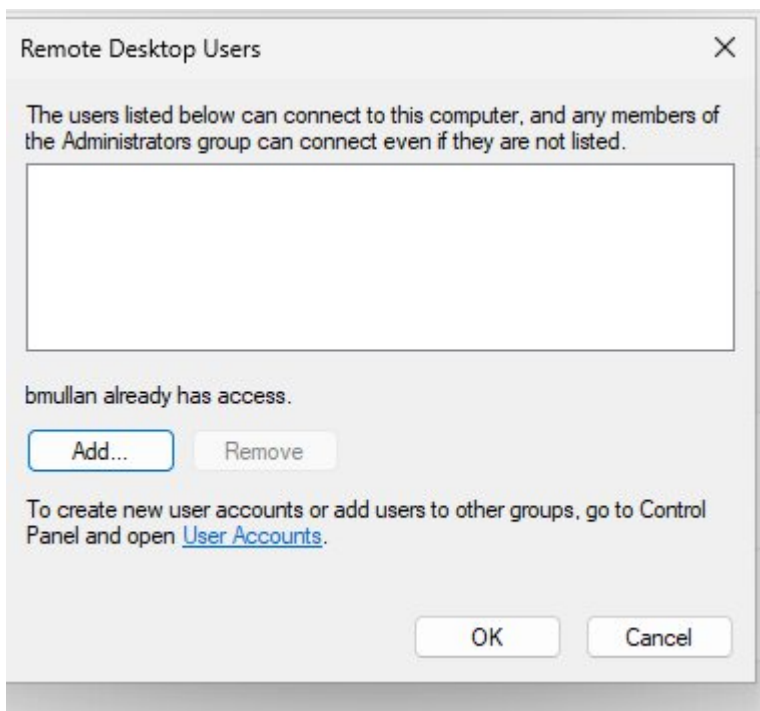 Remote Desktop Users
The users listed below can connect to this computer, and any members of
the Administrators group can connect even if they are not listed.
bmullan already has access.
Add...
Remove
To create new user accounts or add users to other groups, go to Control
Panel and open User Accounts.
OK
Cancel